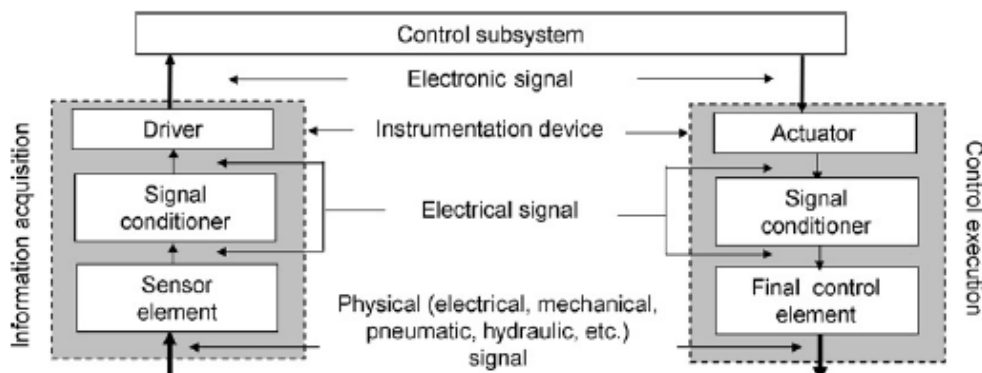 Control subsystem
Electronic signal
Information acquisition
Driver
Instrumentation device
Actuator
Control execution
Signal
conditioner
Electrical signal
Signal
conditioner
Sensor
element
Physical (electrical, mechanical,
pneumatic, hydraulic, etc.)
signal
Final control
element